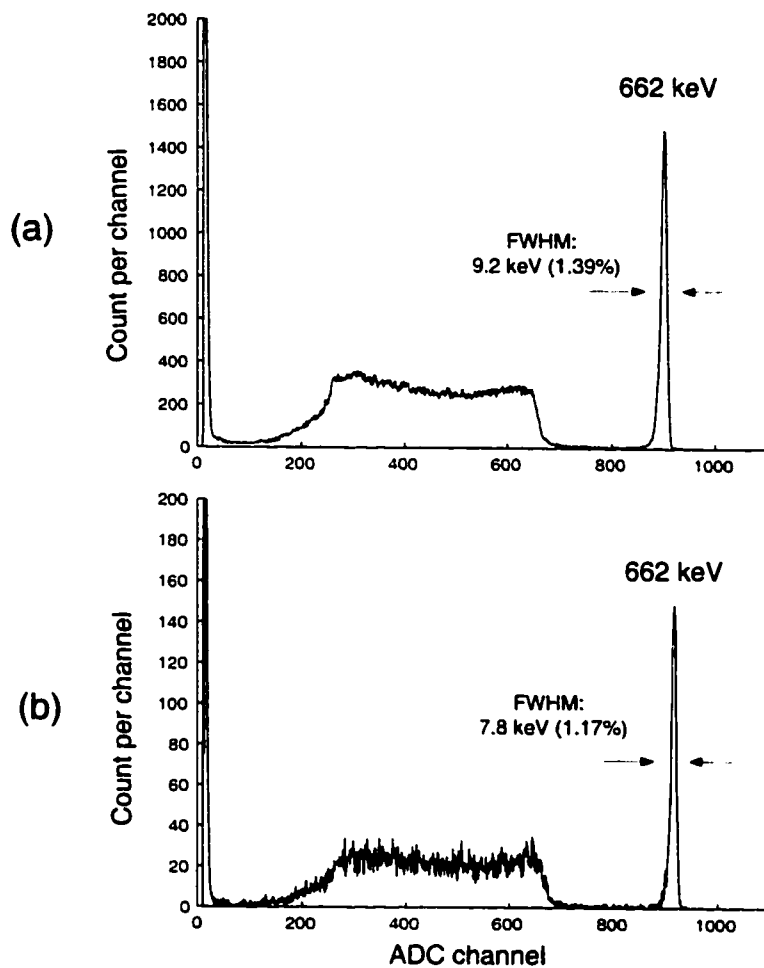 (a)
Count per channel
2000
1800
1600
1400
1200
1000
800
600
400
200
0
662 keV
FWHM:
9.2 keV (1.39%)
0 200 400 600 800 1000
(b)
Count per channel
200
180
160
140
120
100
80
60
40
20
0
662 keV
FWHM:
7.8 keV (1.17%)
0 200 400 600 800 1000
ADC channel